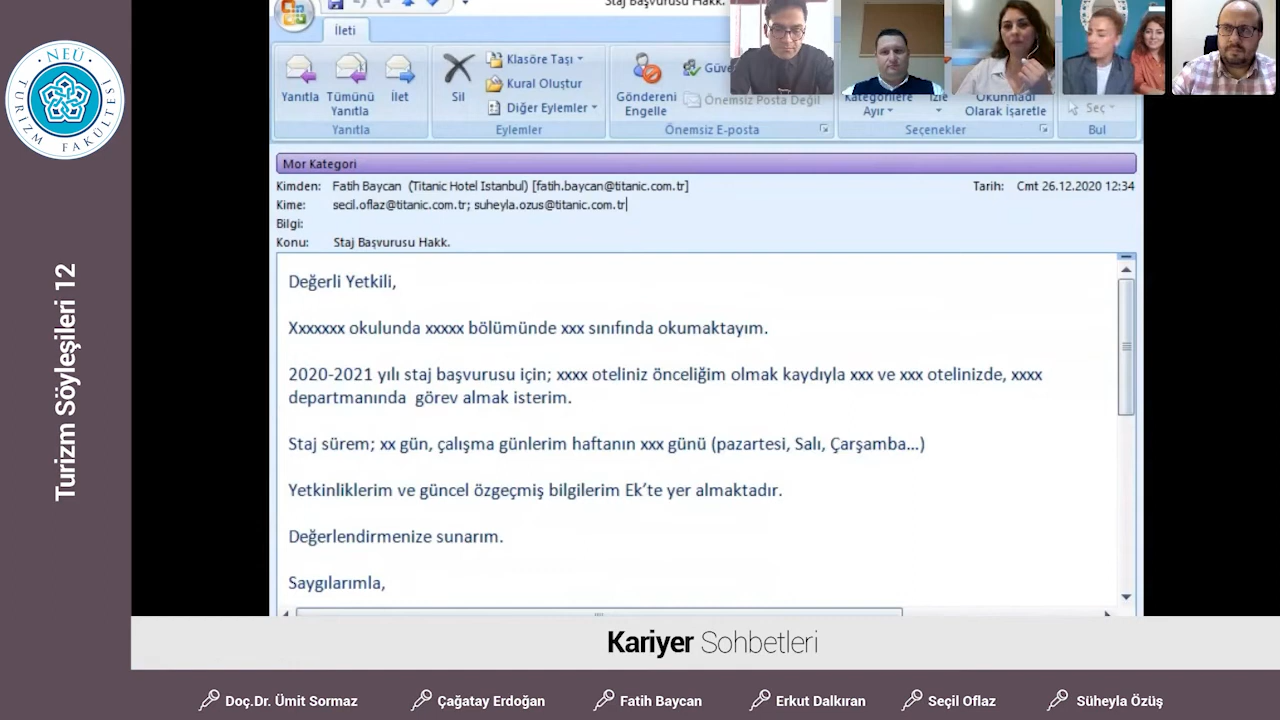 NEÜ
TURİZM FAKÜLTESİ
Turizm Söyleşileri 12
Staj Başvurusu Hakk.
İleti
Yanıtla
Tümünü Yanıtla
İlet
Yanıtla
Sil
Klasöre Taşı
Kural Oluştur
Diğer Eylemler
Eylemler
Göndereni Engelle
Önemsiz Posta Değil
Önemsiz E-posta
Kategorilere Ayır
İzle
Okunmadı Olarak İşaretle
Seçenekler
Seç
Bul
Mor Kategori
Kimden: Fatih Baycan (Titanic Hotel Istanbul) [fatih.baycan@titanic.com.tr]
Tarih: Cmt 26.12.2020 12:34
Kime: secil.oflaz@titanic.com.tr; suheyla.ozus@titanic.com.tr
Bilgi:
Konu: Staj Başvurusu Hakk.
Değerli Yetkili,
Xxxxxxx okulunda xxxxx bölümünde xxx sınıfında okumaktayım.
2020-2021 yılı staj başvurusu için; xxxx oteliniz önceliğim olmak kaydıyla xxx ve xxx otelinizde, xxxx
departmanında görev almak isterim.
Staj sürem; xx gün, çalışma günlerim haftanın xxx günü (pazartesi, Salı, Çarşamba...)
Yetkinliklerim ve güncel özgeçmiş bilgilerim Ek'te yer almaktadır.
Değerlendirmenize sunarım.
Saygılarımla,
Kariyer Sohbetleri
Doç.Dr. Ümit Sormaz
Çağatay Erdoğan
Fatih Baycan
Erkut Dalkıran
Seçil Oflaz
Süheyla Özüş